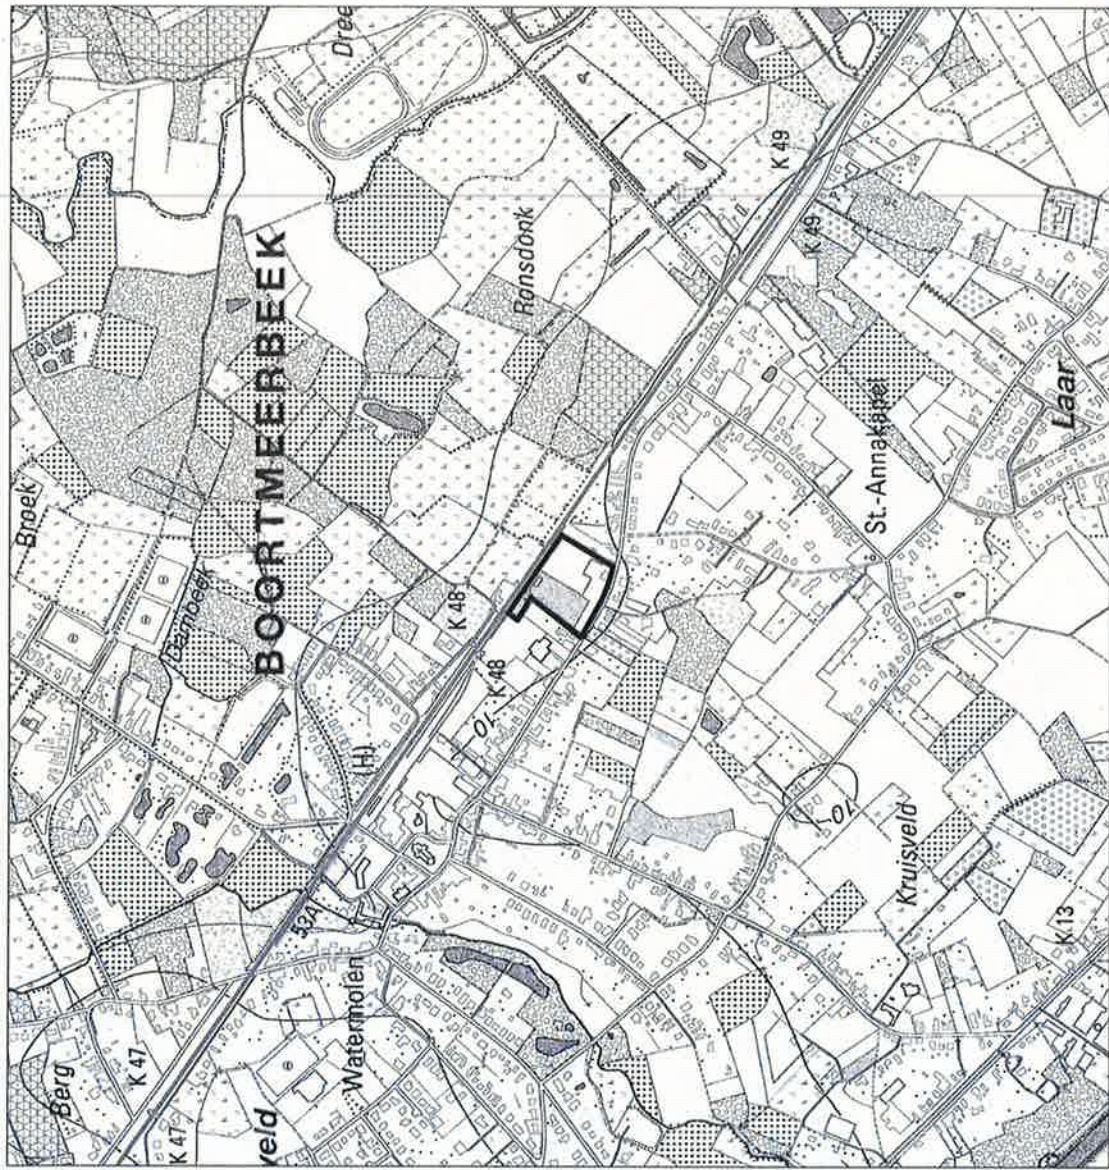 Broek
Dambeek
BOORTMEERBEEK
Dree
Ronsdonk
K 49
K 49
K 48
K 48
10
(H)
53A
St.-Annakapel
Laar
Berg
K 47
K 47
veld
Watermolen
10
Kruisveld
K 13